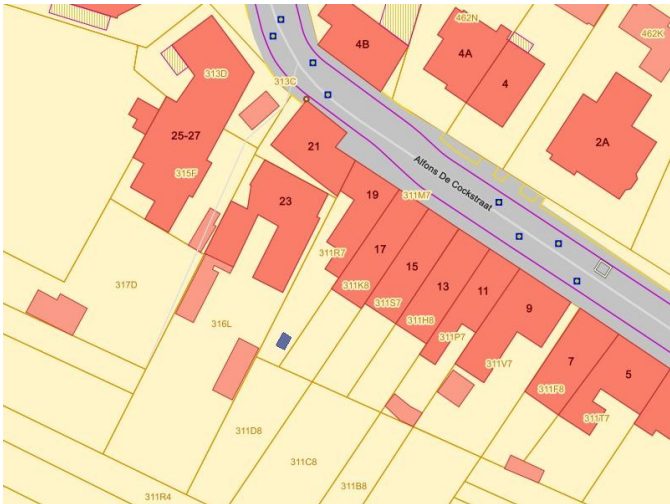 462N
462K
4B
4A
4
313D
313C
2A
25-27
21
315F
Alfons De Cockstraat
23
19
311M7
17
311R7
15
13
11
9
311K8
311S7
311H8
311P7
317D
316L
311V7
7
5
311F8
311T7
311D8
311C8
311B8
311R4